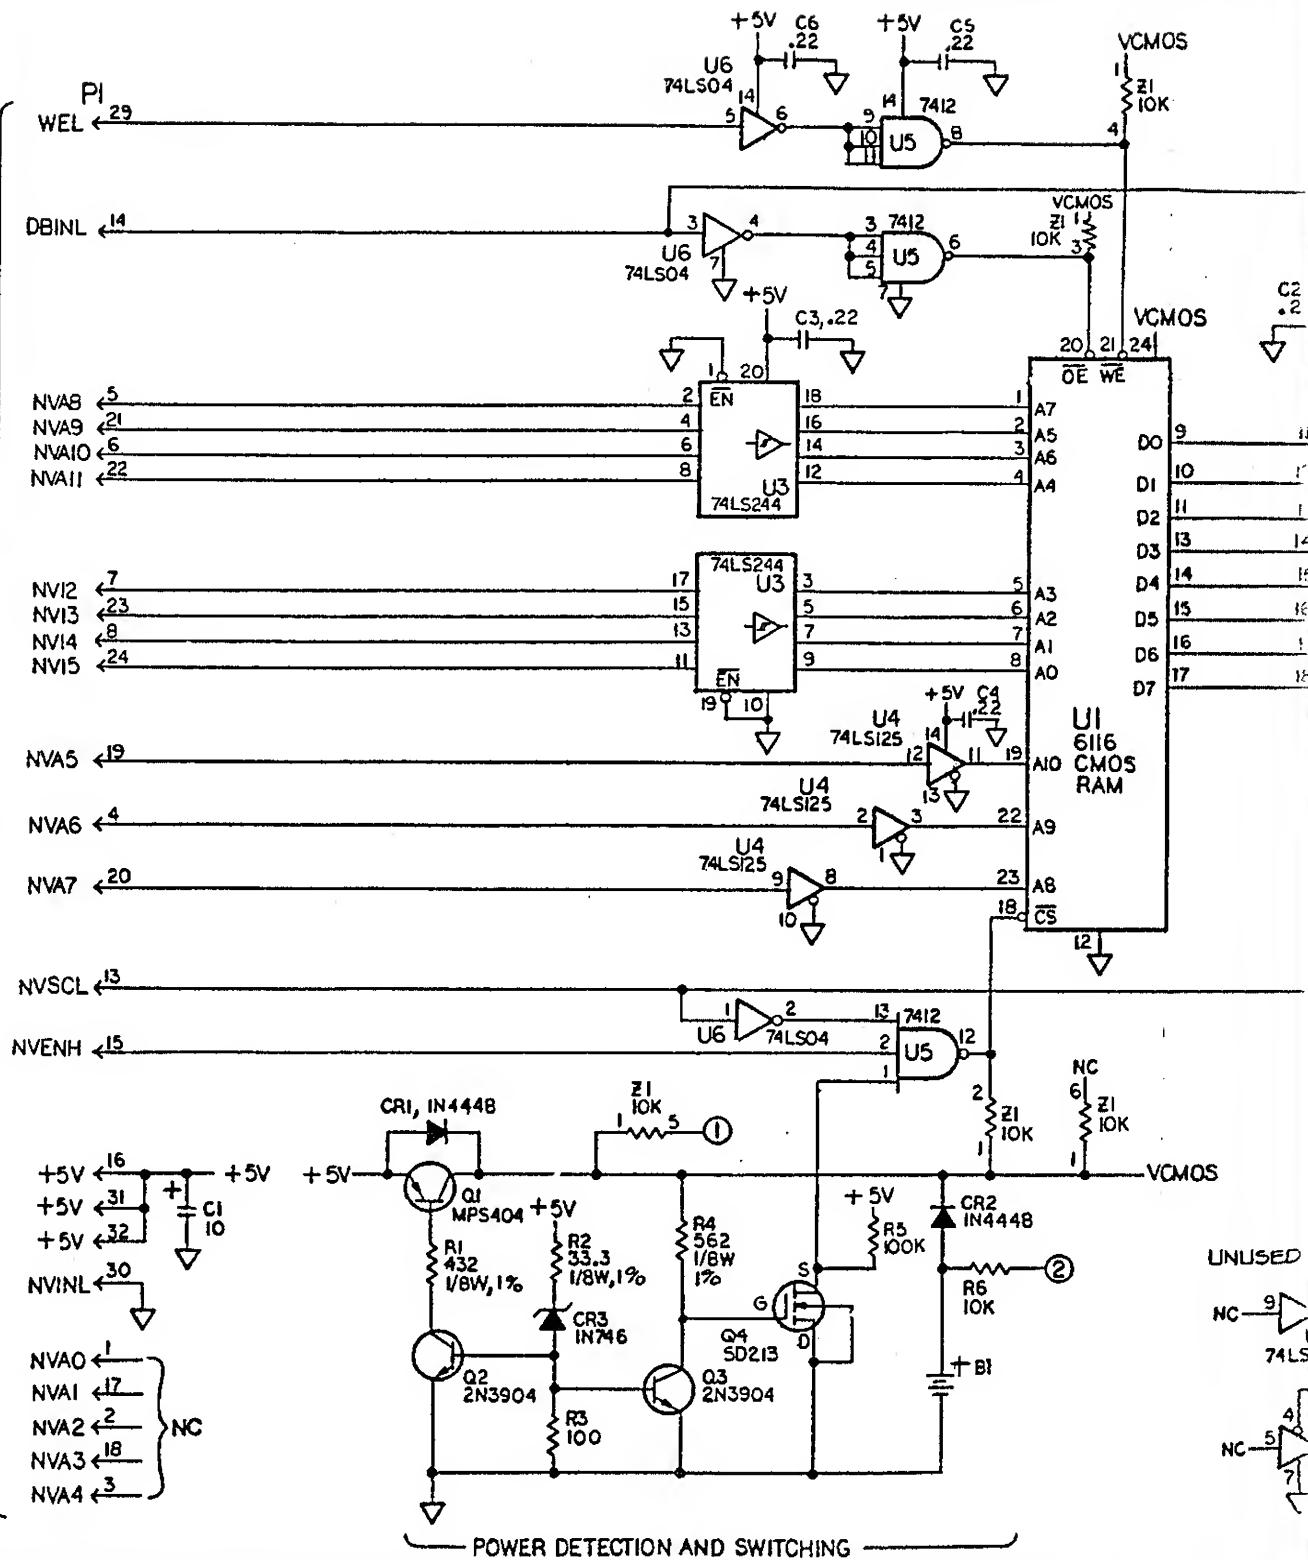 +5V
C6
.22
+5V
C5
.22
VCMOS
U6
74LS04
14
14
7412
1
Z1
10K
P1
WEL 29
5
6
9
10
11
U5
8
4
DBINL 14
3
4
U6
74LS04
7
3
4
5
7412
U5
7
6
VCMOS
Z1
10K
1
3
+5V
C3, .22
VCMOS
C2
20 21 24
OE WE
1
20
EN
NVA8 5
2
18
1
A7
NVA9 21
4
16
2
A5
NVA10 6
6
14
3
A6
NVA11 22
8
12
4
A4
U3
74LS244
D0 9
D1 10
D2 11
D3 13
14
D4 14
D5 15
D6 16
D7 17
74LS244
U3
NV12 7
17
3
5
A3
NV13 23
15
5
6
A2
NV14 8
13
7
7
A1
NV15 24
11
9
8
A0
EN
19
10
+5V
C4
.22
U4
74LS125
14
NVA5 19
12
11
19
A10
13
U1
6116
CMOS
RAM
U4
74LS125
NVA6 4
2
3
22
A9
1
U4
74LS125
NVA7 20
9
8
23
A8
10
18
CS
12
NVSCL 13
1
2
U6
74LS04
13
7412
NVENH 15
2
U5
12
1
CR1, 1N4448
Z1
10K
1
5
1
2
Z1
10K
1
NC
6
Z1
10K
1
+5V 16
+5V
+5V 31
+5V 32
+
C1
10
+5V
Q1
MPS404
VCMOS
R1
432
1/8W, 1%
+5V
R2
33.3
1/8W, 1%
R4
562
1/8W
1%
+5V
R5
100K
CR2
1N4448
R6
10K
2
NVINL 30
CR3
1N746
S
G
D
Q4
SD213
Q2
2N3904
Q3
2N3904
R3
100
+ B1
NVA0 1
NVA1 17
NVA2 2
NVA3 18
NVA4 3
NC
UNUSED
NC 9
NC 5
4
7
POWER DETECTION AND SWITCHING